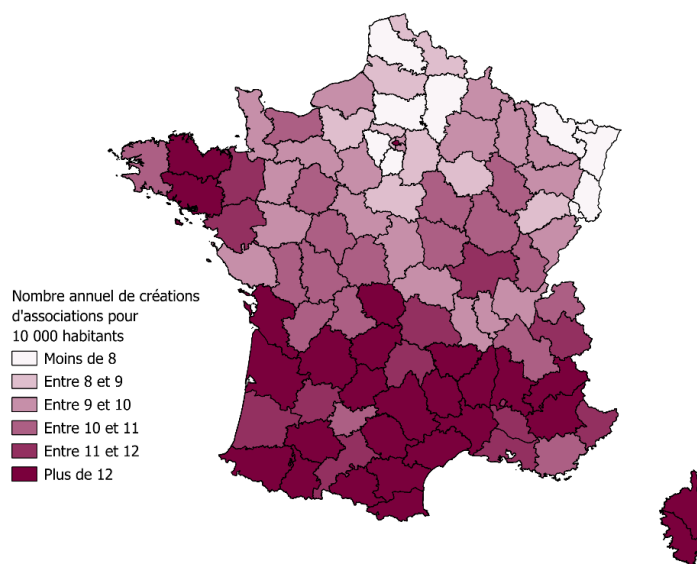 Nombre annuel de créations
d'associations pour
10 000 habitants
Moins de 8
Entre 8 et 9
Entre 9 et 10
Entre 10 et 11
Entre 11 et 12
Plus de 12